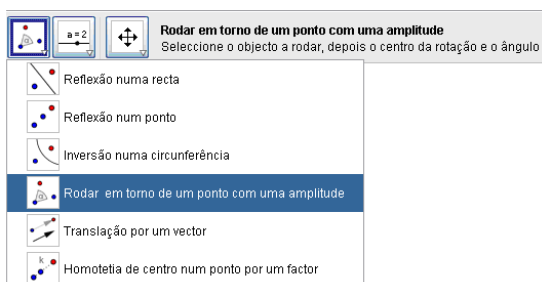 a = 2
Rodar em torno de um ponto com uma amplitude
Seleccione o objecto a rodar, depois o centro da rotação e o ângulo
Reflexão numa recta
Reflexão num ponto
Inversão numa circunferência
Rodar em torno de um ponto com uma amplitude
Translação por um vector
k
Homotetia de centro num ponto por um factor